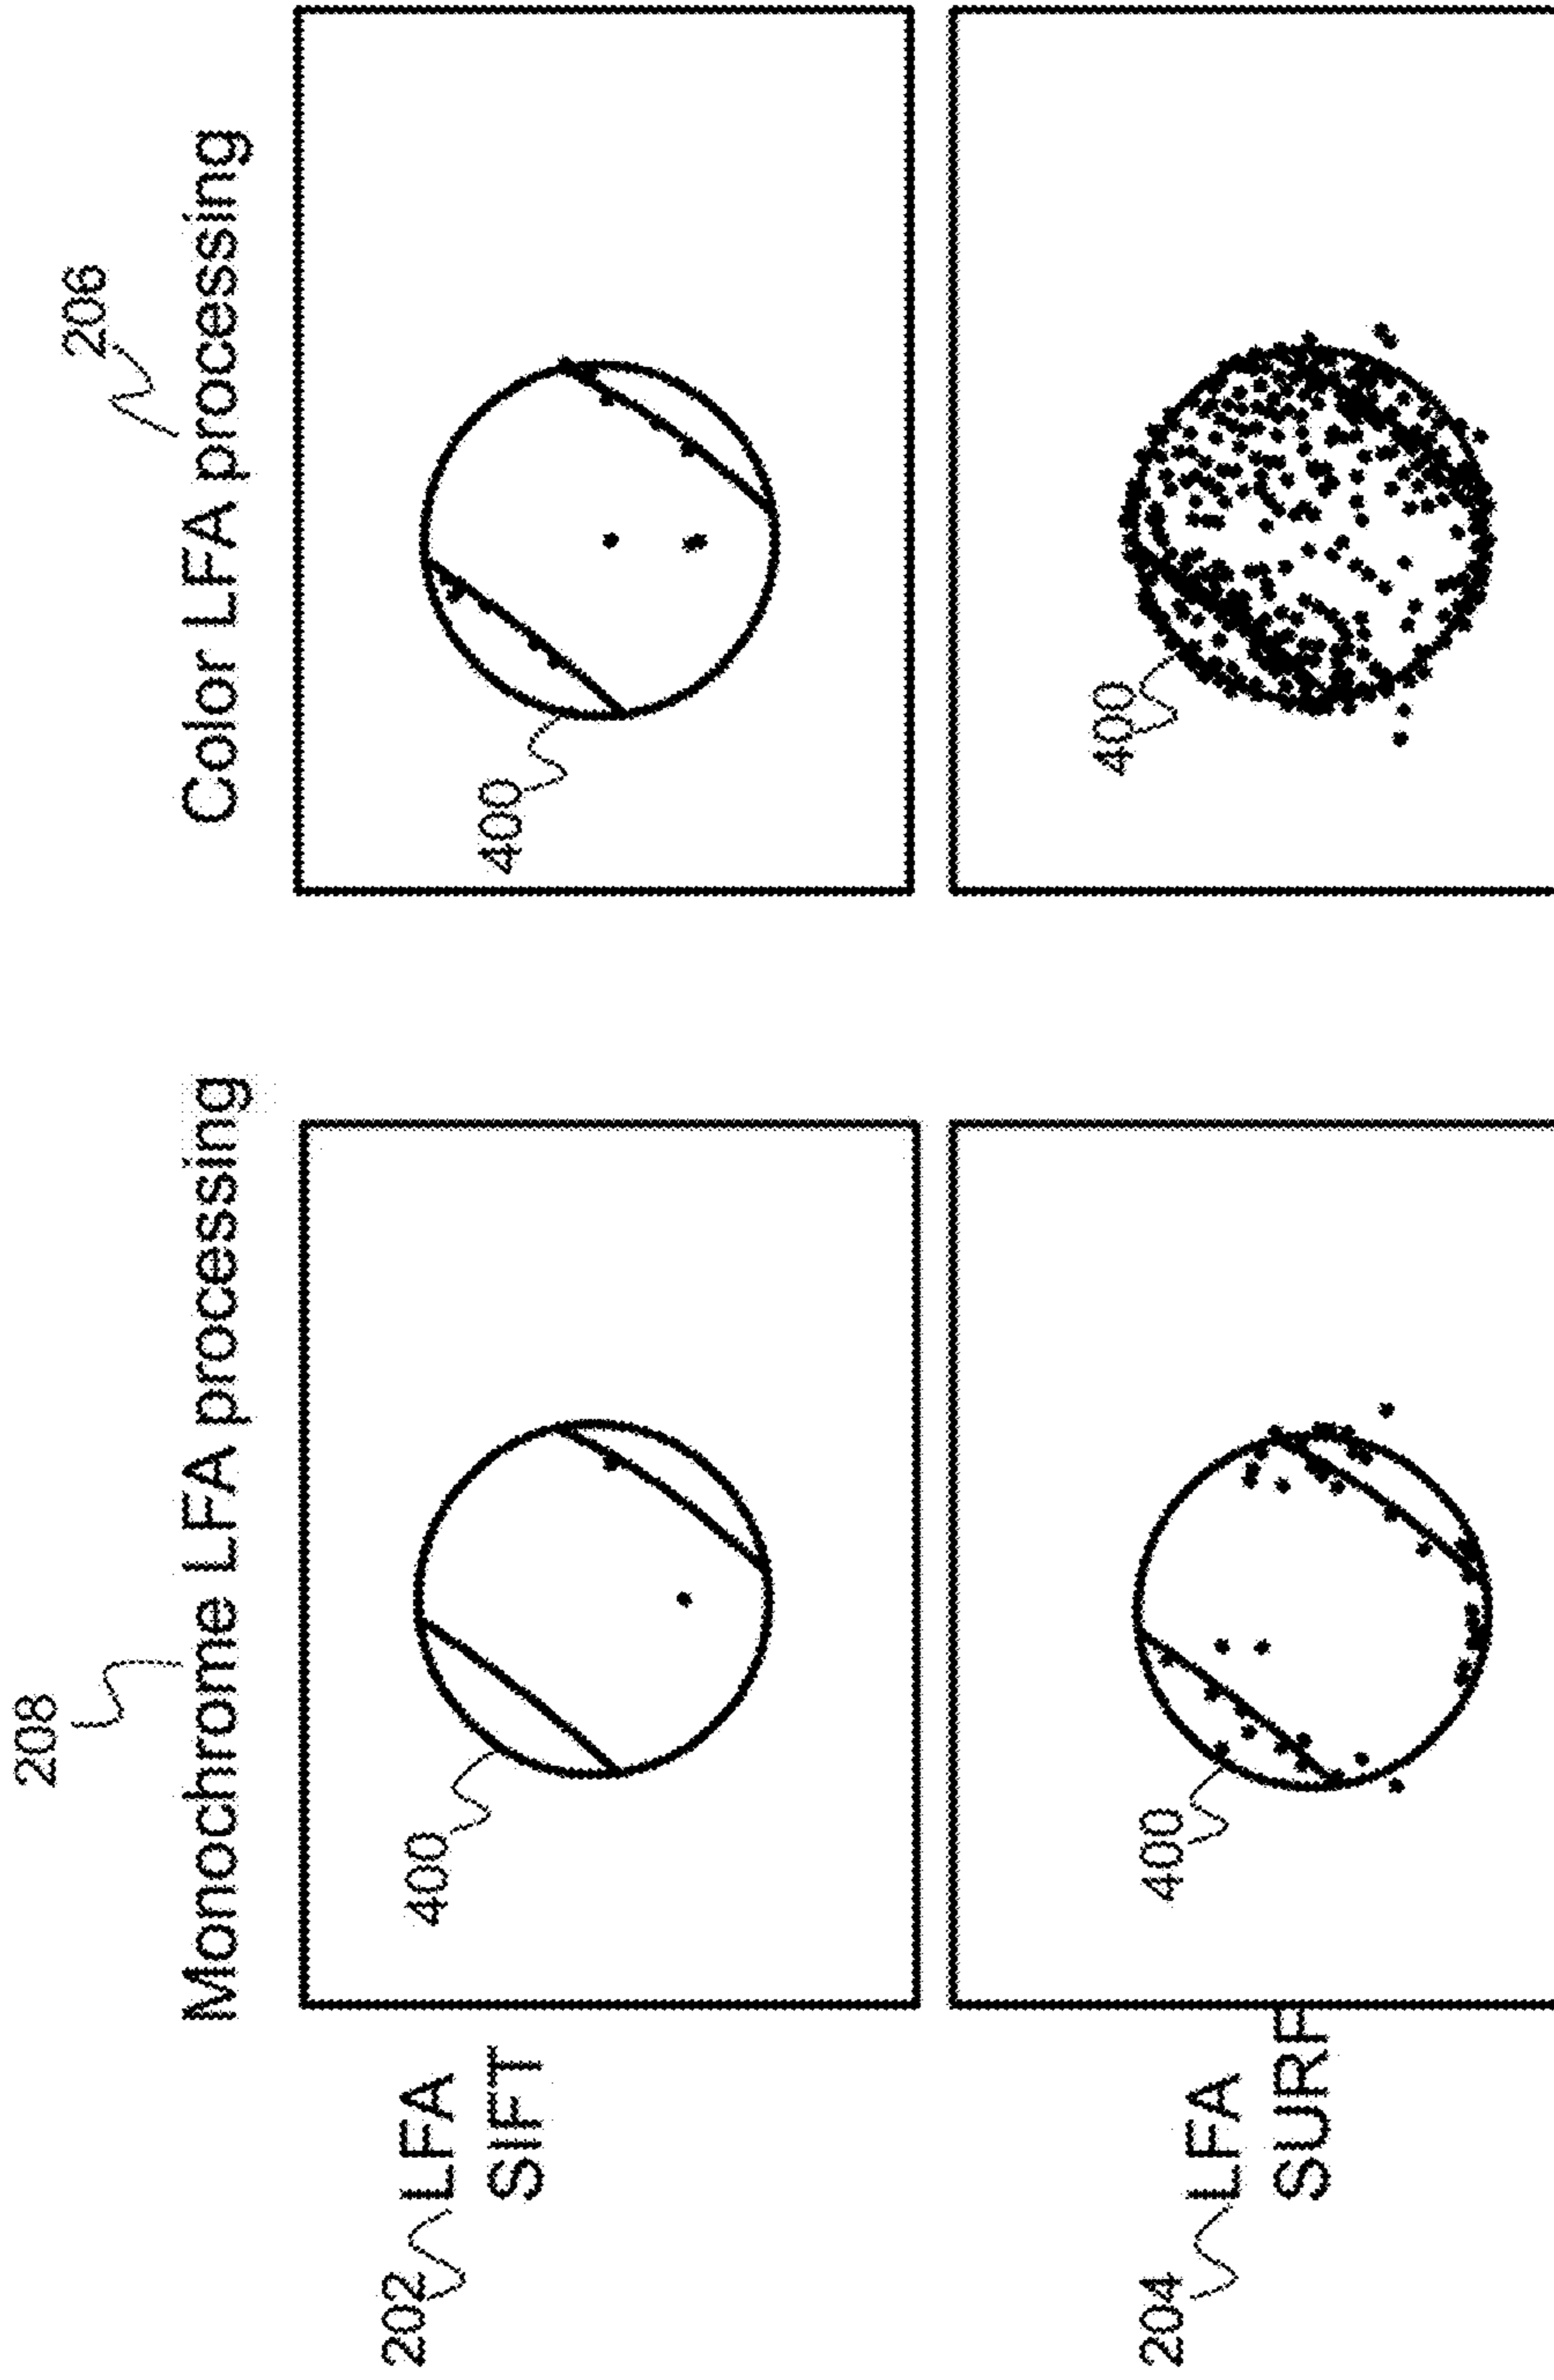 208
206
Monochrome LFA processing
Color LFA processing
202
LFA
SIFT
400
400
204
LFA
SURF
400
400